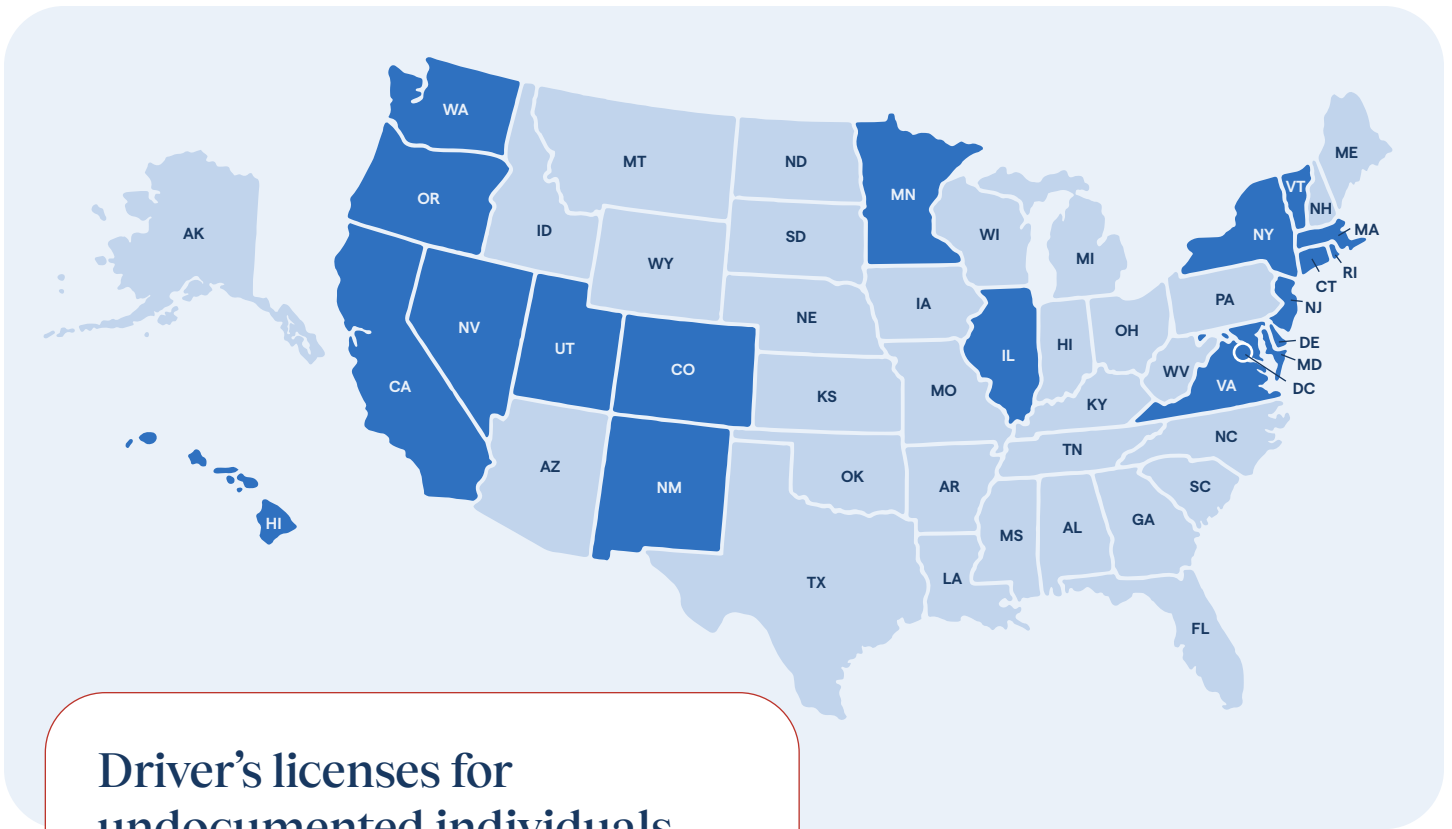 WA
MT
ND
MN
ME
VT
NH
OR
AK
ID
SD
WI
NY
MA
MI
RI
WY
CT
IA
PA
NJ
NE
NV
OH
HI
DE
UT
IL
MD
CO
WV
DC
CA
VA
MO
KS
KY
NC
TN
AZ
OK
SC
NM
AR
GA
HI
AL
MS
TX
LA
FL
Driver's licenses for
undocumented individuals